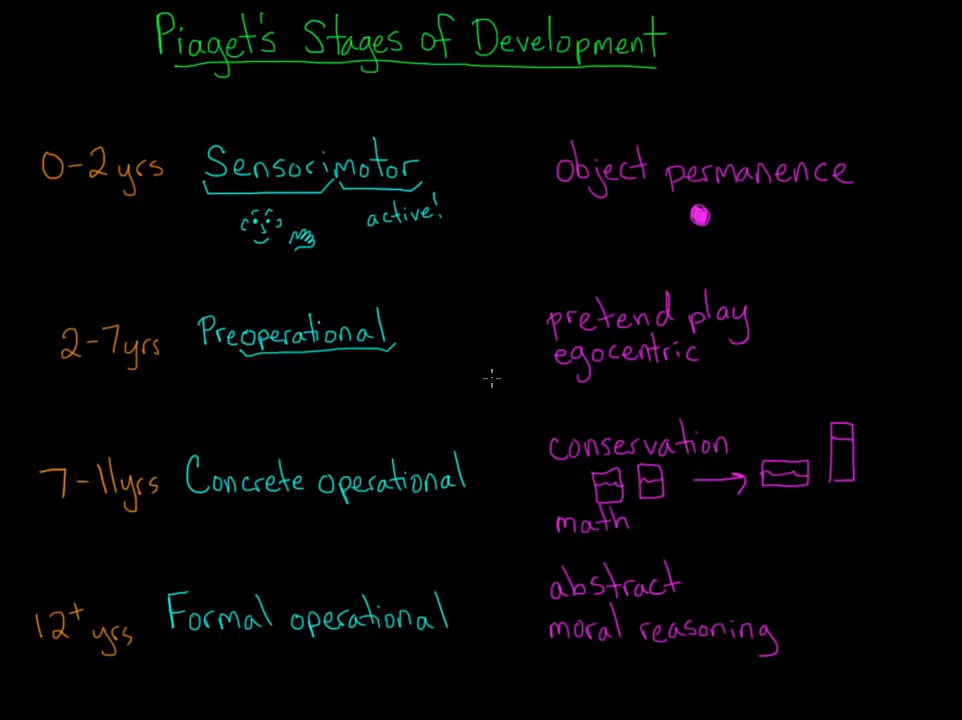 Piaget's Stages of Development
0-2yrs Sensorimotor object permanence
active!
2-7yrs Preoperational pretend play
egocentric
7-11yrs Concrete operational conservation
math
12+ yrs Formal operational abstract
moral reasoning